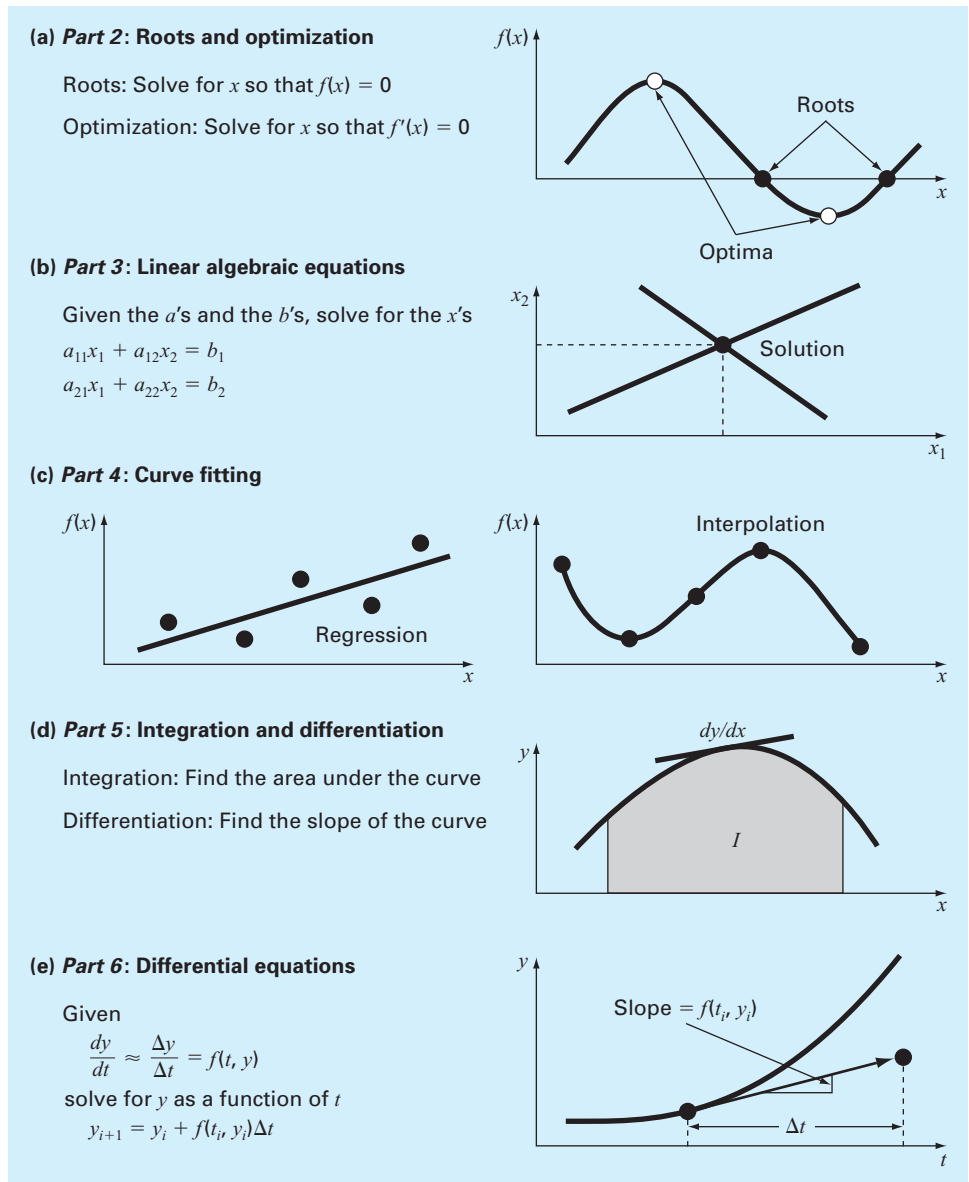 (a) Part 2: Roots and optimization
Roots: Solve for x so that f(x) = 0
Optimization: Solve for x so that f′(x) = 0
f(x)
Roots
x
Optima
(b) Part 3: Linear algebraic equations
Given the a's and the b's, solve for the x's
a₁₁x₁ + a₁₂x₂ = b₁
a₂₁x₁ + a₂₂x₂ = b₂
x₂
Solution
x₁
(c) Part 4: Curve fitting
f(x)
Regression
x
f(x)
Interpolation
x
(d) Part 5: Integration and differentiation
Integration: Find the area under the curve
Differentiation: Find the slope of the curve
dy/dx
y
I
x
(e) Part 6: Differential equations
Given
dy/dt ≈ Δy/Δt = f(t, y)
solve for y as a function of t
yᵢ₊₁ = yᵢ + f(tᵢ, yᵢ)Δt
y
Slope = f(tᵢ, yᵢ)
Δt
t